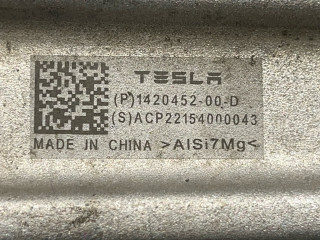 TESLA
(P)1420452-00-D
(S)ACP22154000043
MADE IN CHINA >AlSi7Mg<